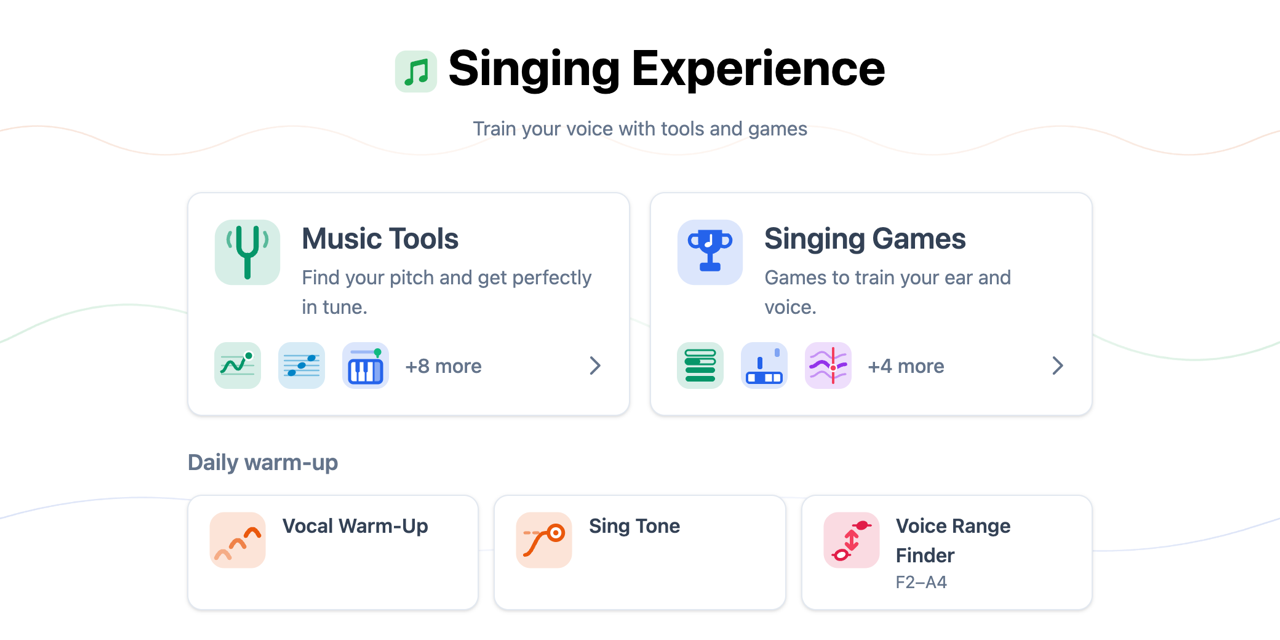 Singing Experience
Train your voice with tools and games
Music Tools
Find your pitch and get perfectly
in tune.
+8 more
Singing Games
Games to train your ear and
voice.
+4 more
Daily warm-up
Vocal Warm-Up
Sing Tone
Voice Range
Finder
F2–A4